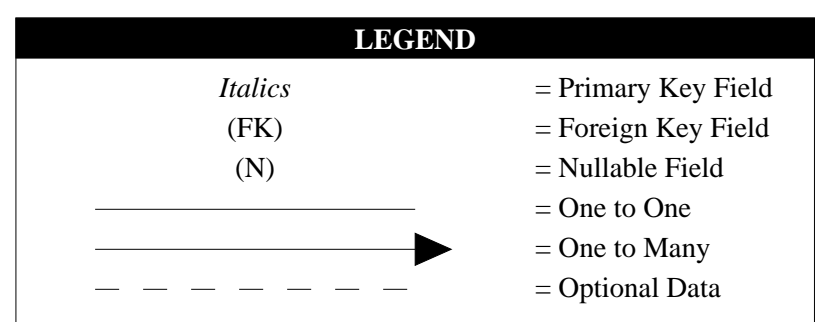 LEGEND
Italics = Primary Key Field
(FK) = Foreign Key Field
(N) = Nullable Field
= One to One
= One to Many
= Optional Data